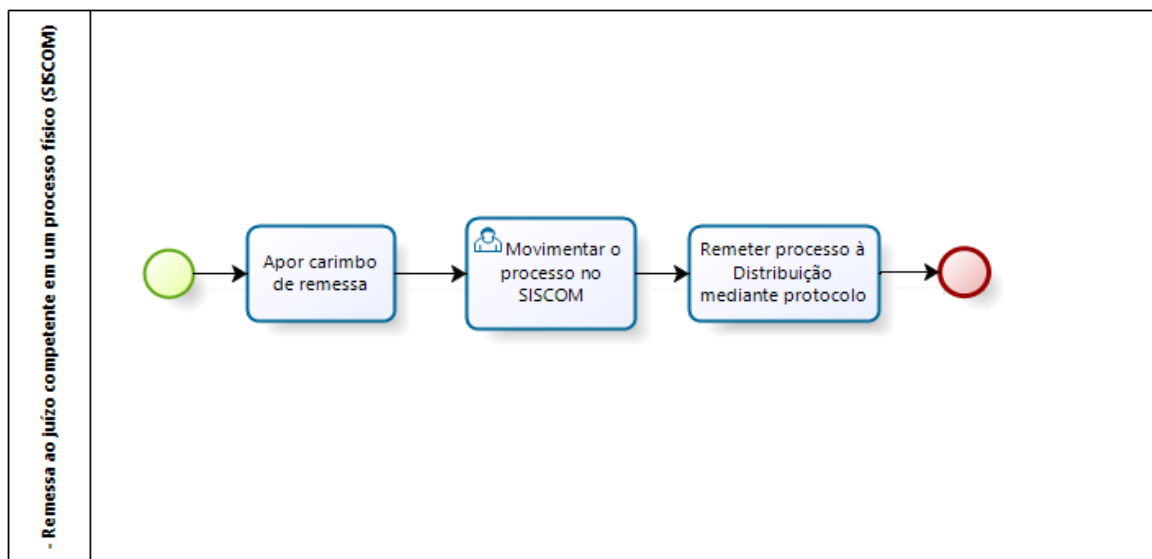 - Remessa ao juízo competente em um processo físico (SISCOM)
Apor carimbo
de remessa
Movimentar o
processo no
SISCOM
Remeter processo à
Distribuição
mediante protocolo